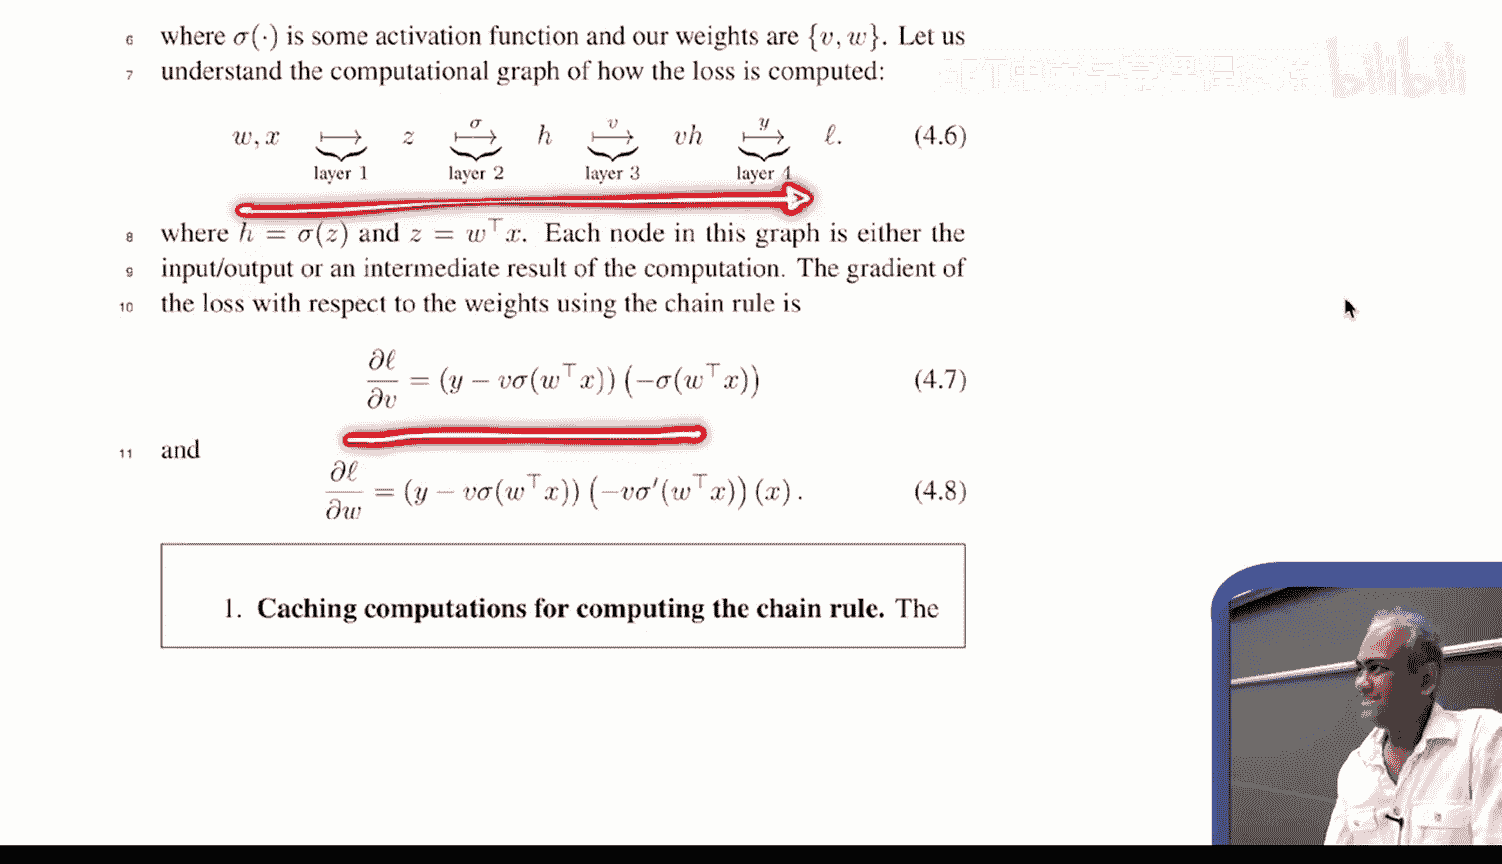 6 where σ(·) is some activation function and our weights are {v, w}. Let us
7 understand the computational graph of how the loss is computed:
w, x ⟼ z ⟼ h ⟼ vh ⟼ ℓ. (4.6)
σ v y
layer 1 layer 2 layer 3 layer 4
8 where h = σ(z) and z = w⊤x. Each node in this graph is either the
9 input/output or an intermediate result of the computation. The gradient of
10 the loss with respect to the weights using the chain rule is
∂ℓ/∂v = (y − vσ(w⊤x)) (−σ(w⊤x)) (4.7)
11 and
∂ℓ/∂w = (y − vσ(w⊤x)) (−vσ′(w⊤x)) (x) . (4.8)
1. Caching computations for computing the chain rule. The
bilibili